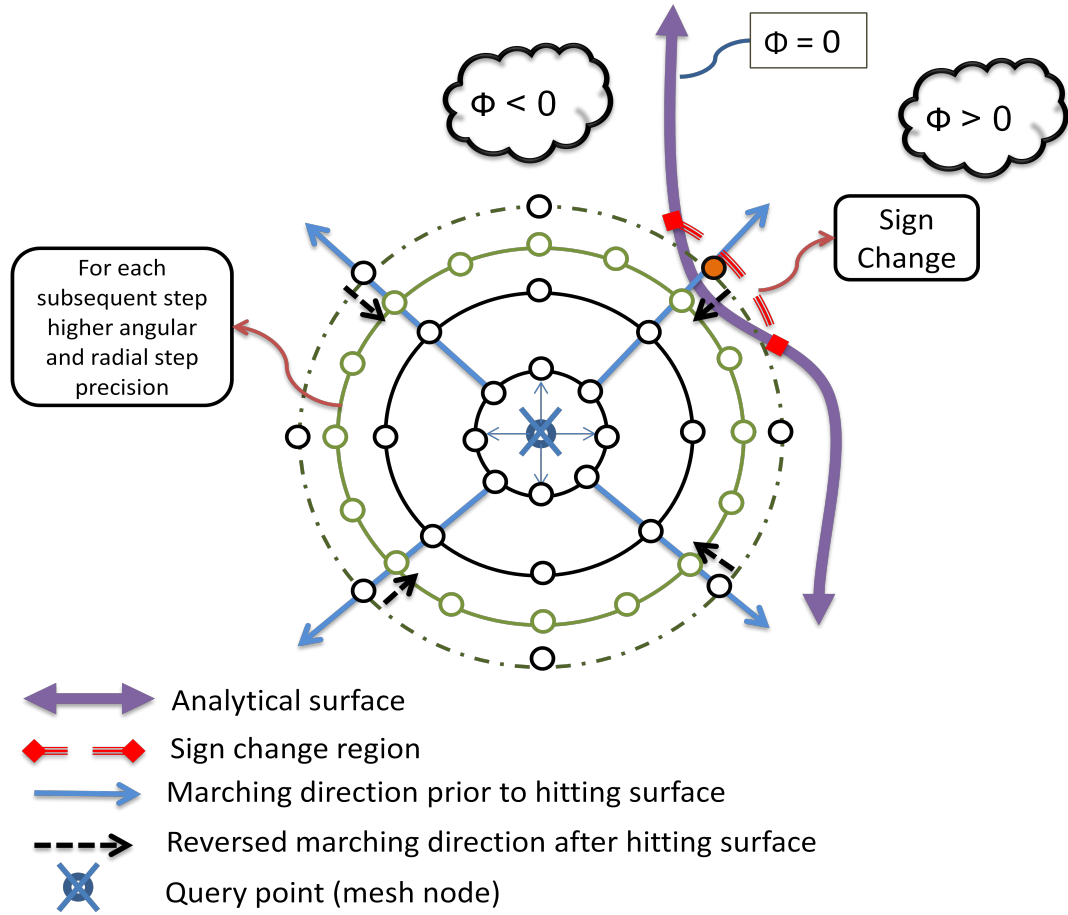 Φ = 0
Φ < 0
Φ > 0
Sign
Change
For each
subsequent step
higher angular
and radial step
precision
Analytical surface
Sign change region
Marching direction prior to hitting surface
Reversed marching direction after hitting surface
Query point (mesh node)